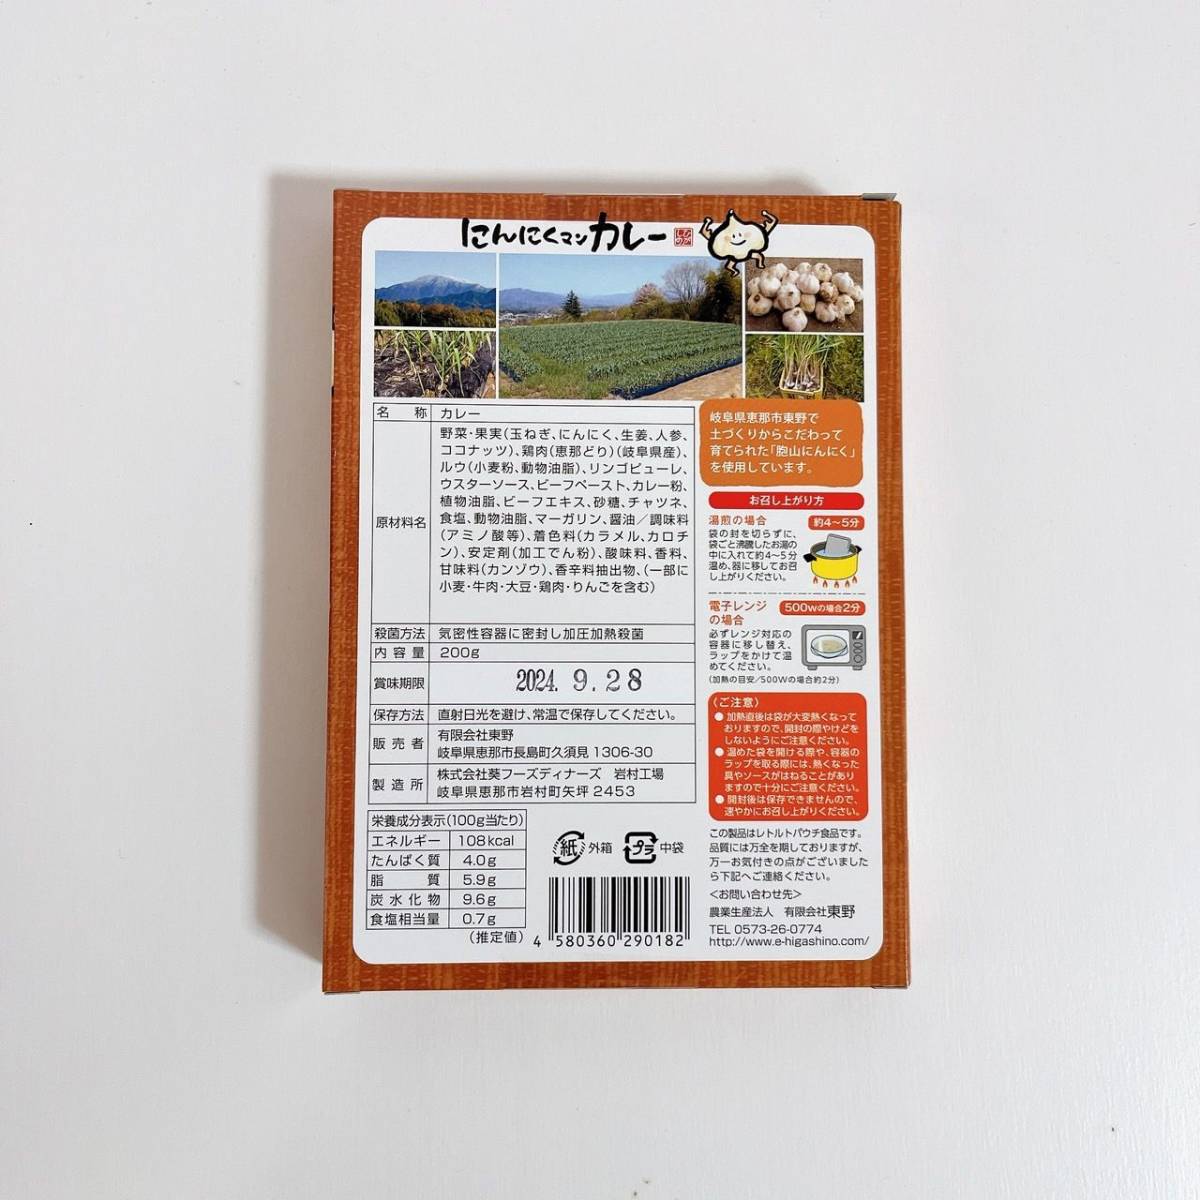 にんにくマンカレー
名称 カレー
原材料名
野菜・果実(玉ねぎ、にんにく、生姜、人参、
ココナッツ)、鶏肉(恵那どり)(岐阜県産)、
ルウ(小麦粉、動物油脂)、リンゴピューレ、
ウスターソース、ビーフペースト、カレー粉、
植物油脂、ビーフエキス、砂糖、チャツネ、
食塩、動物油脂、マーガリン、醤油／調味料
(アミノ酸等)、着色料(カラメル、カロチ
ン)、安定剤(加工でん粉)、酸味料、香料、
甘味料(カンゾウ)、香辛料抽出物、(一部に
小麦・牛肉・大豆・鶏肉・りんごを含む)
殺菌方法 気密性容器に密封し加圧加熱殺菌
内容量 200g
賞味期限 2024. 9. 28
保存方法 直射日光を避け、常温で保存してください。
販売者 有限会社東野
岐阜県恵那市長島町久須見1306-30
製造所 株式会社葵フーズディナーズ 岩村工場
岐阜県恵那市岩村町矢坪2453
栄養成分表示(100g当たり)
エネルギー 108kcal
たんぱく質 4.0g
脂質 5.9g
炭水化物 9.6g
食塩相当量 0.7g
(推定値)
紙 外箱
プラ 中袋
4 580360 290182
岐阜県恵那市東野で
土づくりからこだわって
育てられた「胞山にんにく」
を使用しています。
お召し上がり方
湯煎の場合 約4～5分
袋の封を切らずに、
袋ごと沸騰したお湯の
中に入れて約4～5分
温め、器に移してお召
し上がりください。
電子レンジ
の場合
500wの場合2分
必ずレンジ対応の
容器に移し替え、
ラップをかけて温
めてください。
(加熱の目安/500Wの場合約2分)
〈ご注意〉
●加熱直後は袋が大変熱くなって
おりますので、開封の際やけどを
しないようにご注意ください。
●温めた袋を開ける際や、容器の
ラップを取る際には、熱くなった
具やソースがはねることがあり
ますので十分にご注意ください。
●開封後は保存できませんので、
速やかにお召し上がりください。
この製品はレトルトパウチ食品です。
品質には万全を期しておりますが、
万一お気付きの点がございました
ら下記へご連絡ください。
＜お問い合わせ先＞
農業生産法人 有限会社東野
TEL 0573-26-0774
http://www.e-higashino.com/